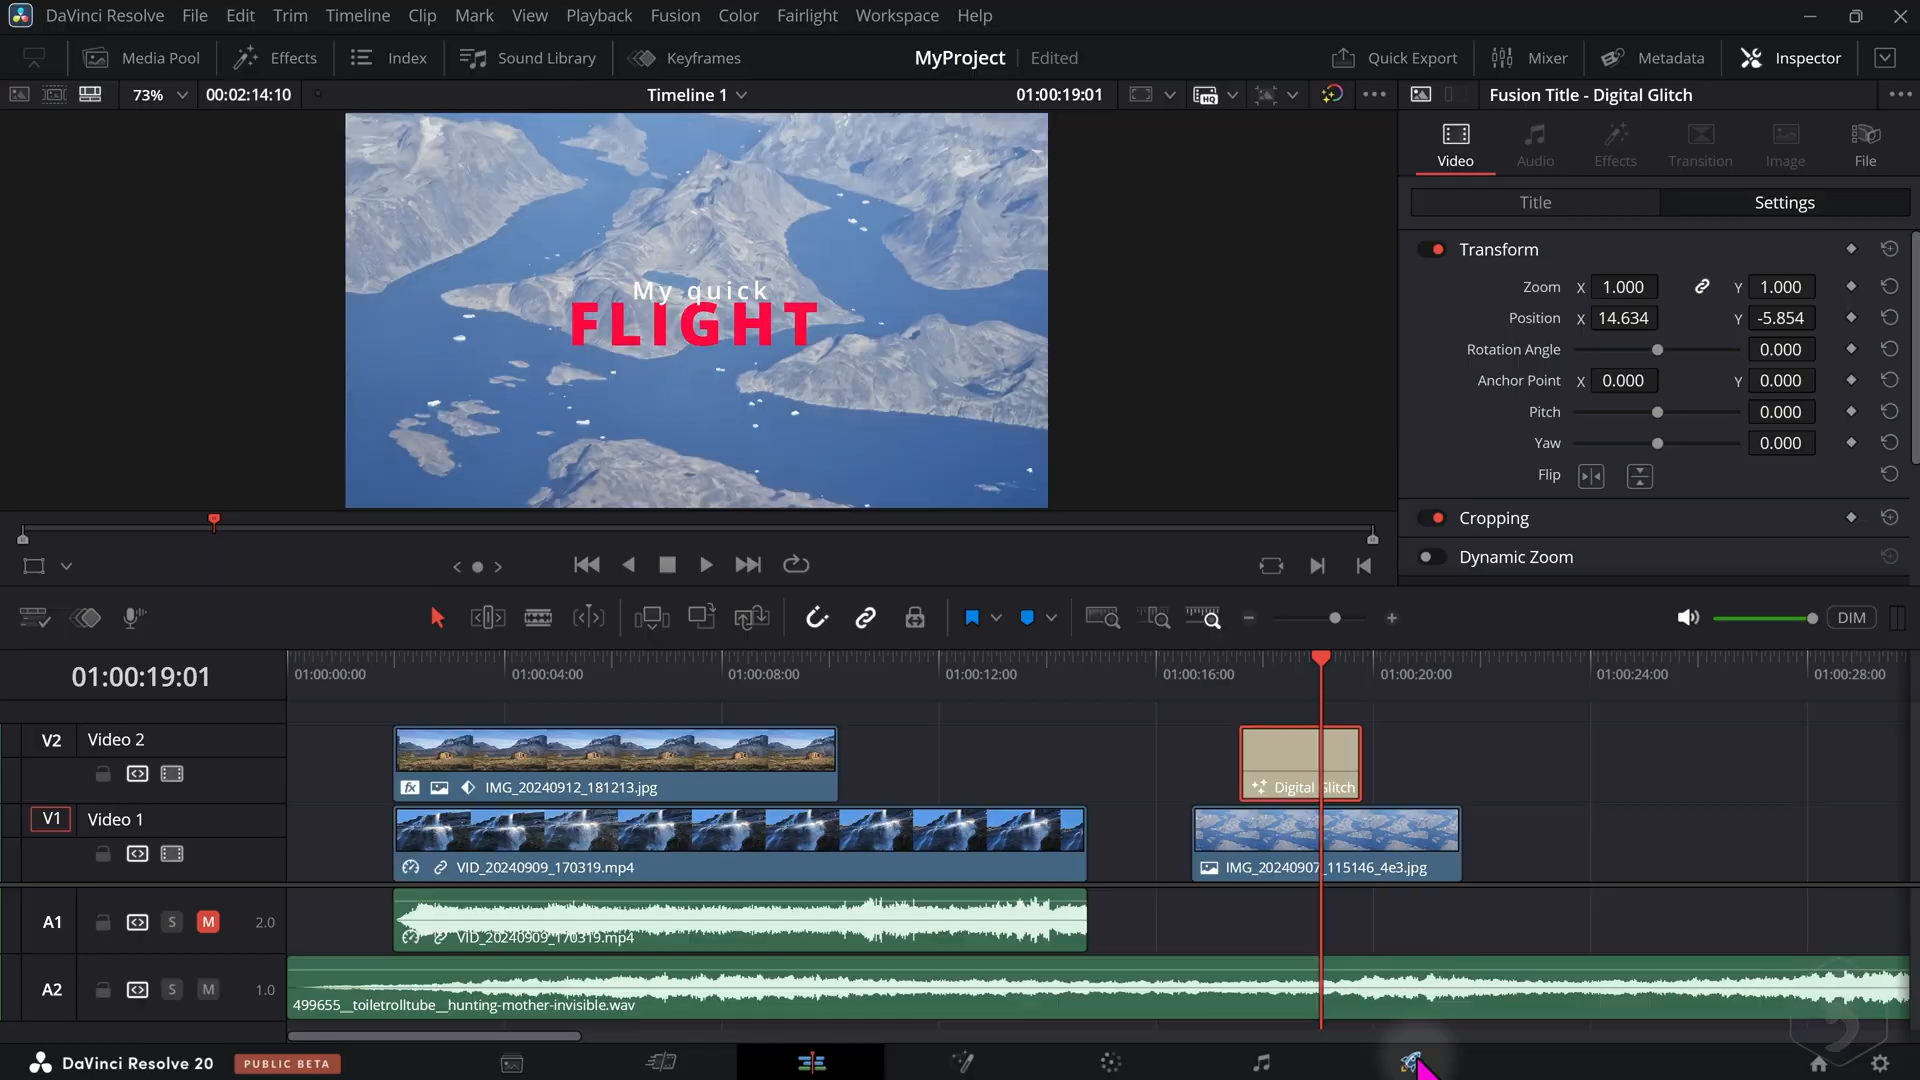 DaVinci Resolve File Edit Trim Timeline Clip Mark View Playback Fusion Color Fairlight Workspace Help
Media Pool Effects Index Sound Library Keyframes MyProject Edited Quick Export Mixer Metadata Inspector
73% 00:02:14:10 Timeline 1 01:00:19:01 HQ Fusion Title - Digital Glitch
Video Audio Effects Transition Image File
Title Settings
Transform
Zoom X 1.000 Y 1.000
Position X 14.634 Y -5.854
Rotation Angle 0.000
Anchor Point X 0.000 Y 0.000
Pitch 0.000
Yaw 0.000
Flip
Cropping
Dynamic Zoom
My quick
FLIGHT
DIM
01:00:19:01 01:00:00:00 01:00:04:00 01:00:08:00 01:00:12:00 01:00:16:00 01:00:20:00 01:00:24:00 01:00:28:00
V2 Video 2
fx IMG_20240912_181213.jpg Digital Glitch
V1 Video 1
VID_20240909_170319.mp4 IMG_20240907_115146_4e3.jpg
A1 S M 2.0
VID_20240909_170319.mp4
A2 S M 1.0
499655__toiletrolltube__hunting-mother-invisible.wav
DaVinci Resolve 20 PUBLIC BETA